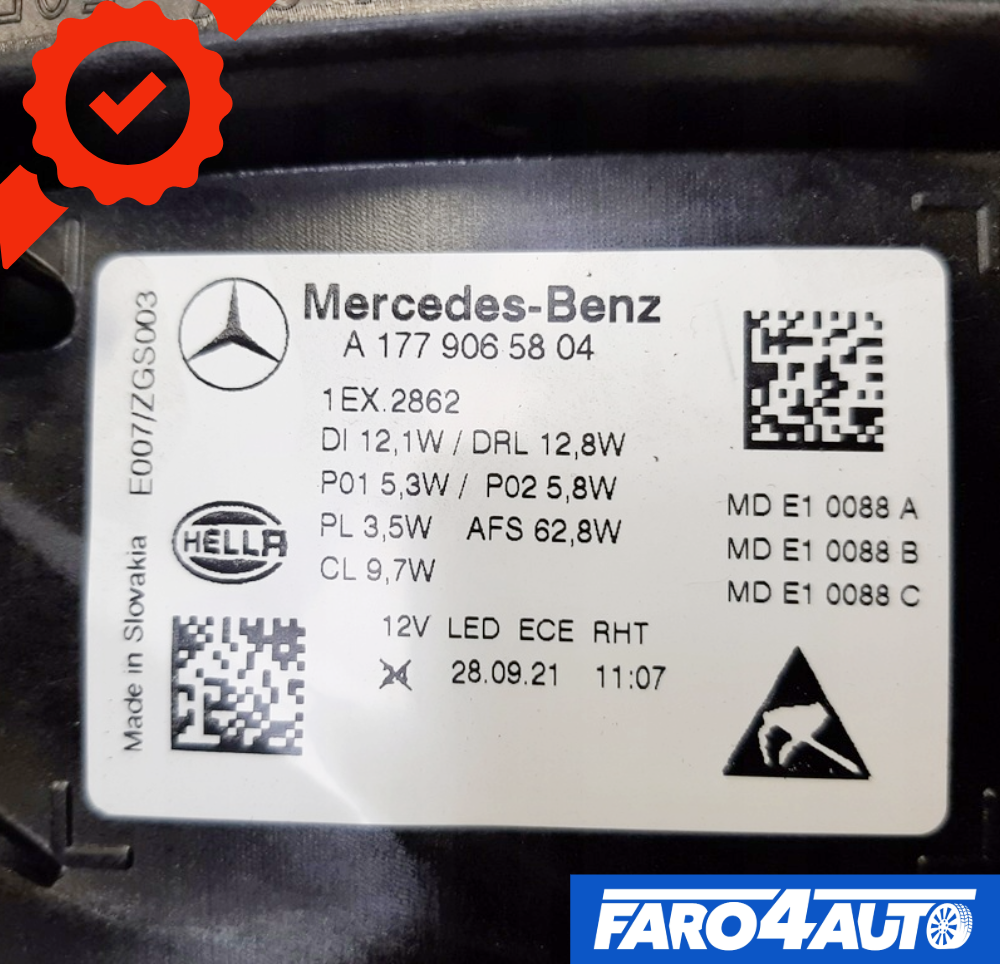 Mercedes-Benz
A 177 906 58 04
1EX.2862
DI 12,1W / DRL 12,8W
P01 5,3W / P02 5,8W
PL 3,5W AFS 62,8W
CL 9,7W
12V LED ECE RHT
28.09.21 11:07
MD E1 0088 A
MD E1 0088 B
MD E1 0088 C
HELLA
Made in Slovakia E007/ZGS003
FARO4AUTO